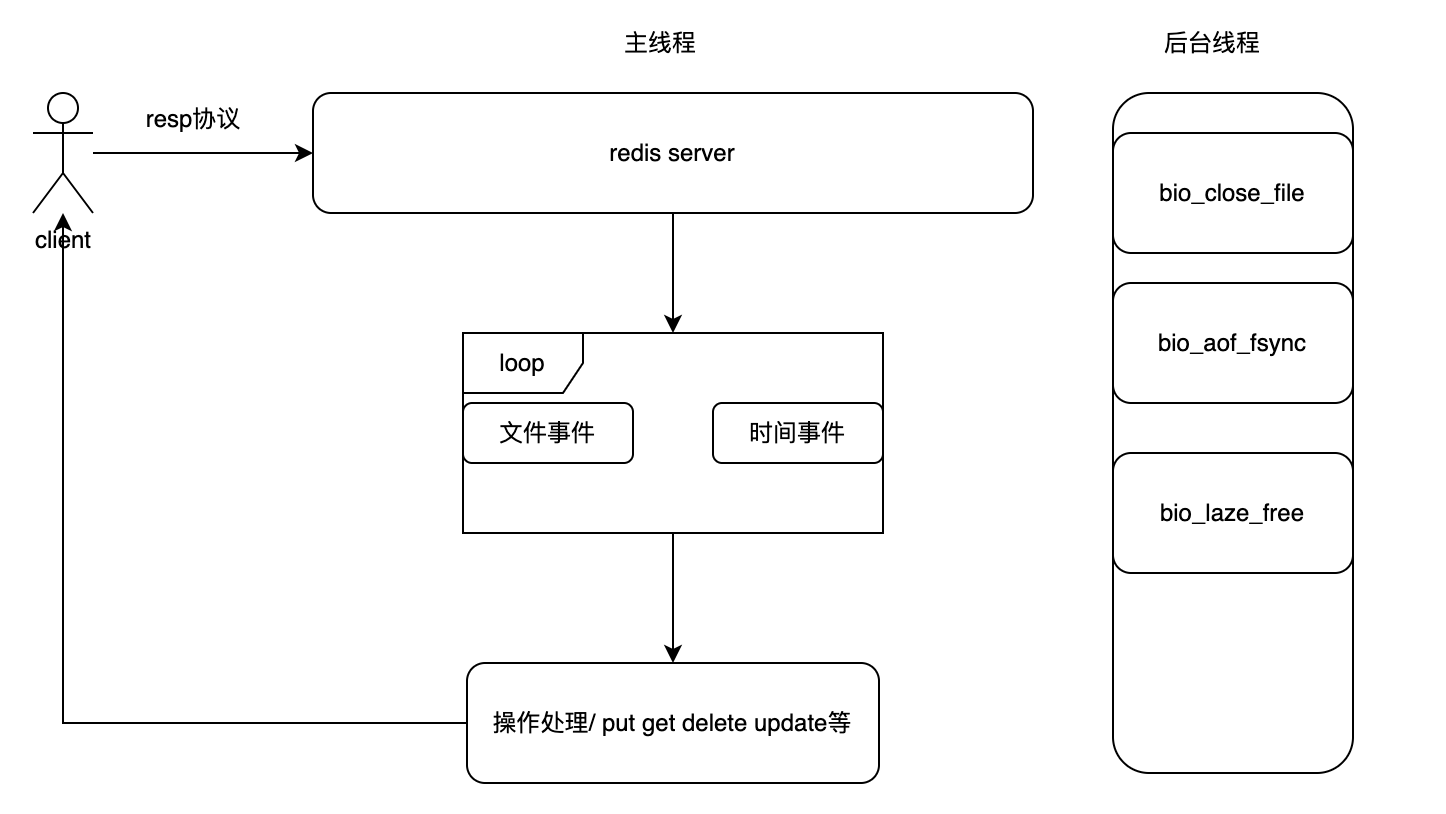 主线程
后台线程
resp协议
redis server
client
loop
文件事件
时间事件
操作处理/ put get delete update等
bio_close_file
bio_aof_fsync
bio_laze_free